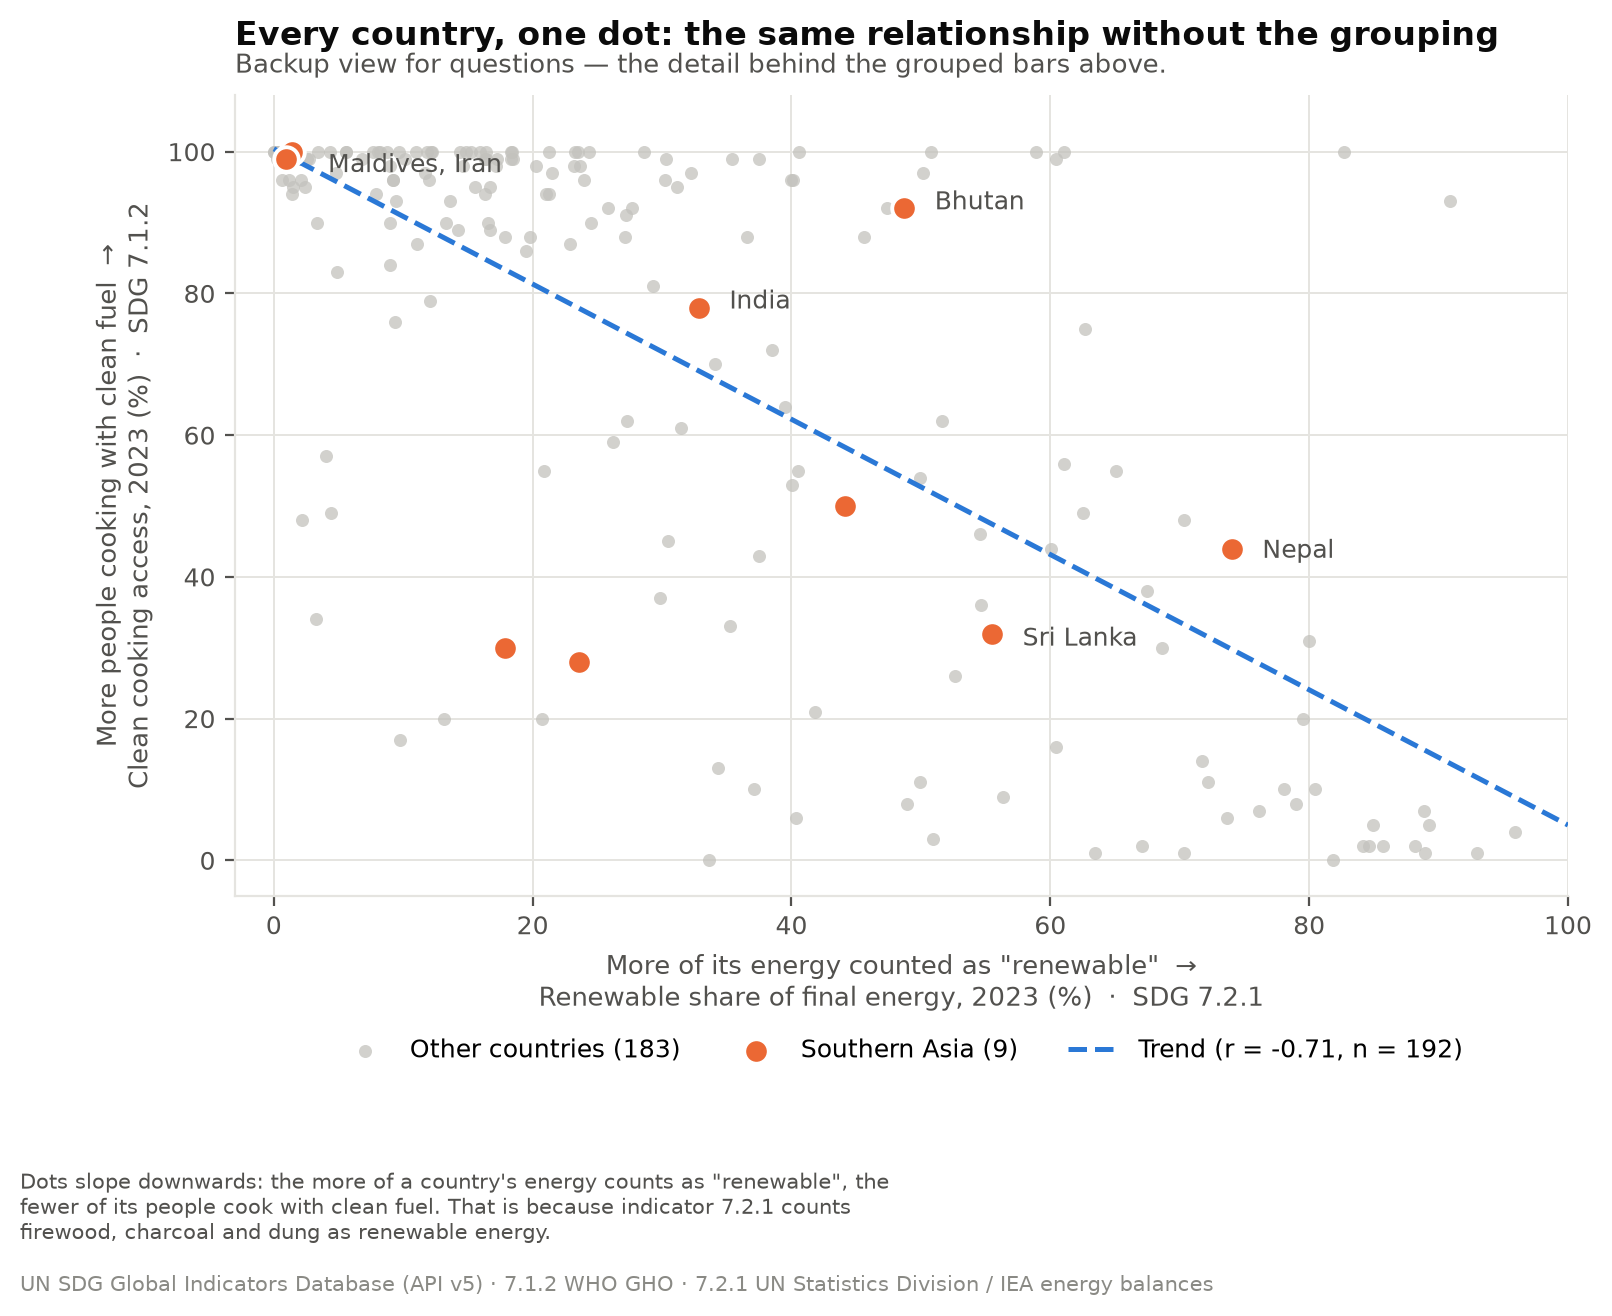 Every country, one dot: the same relationship without the grouping
Backup view for questions — the detail behind the grouped bars above.
More people cooking with clean fuel →
Clean cooking access, 2023 (%) · SDG 7.1.2
100
80
60
40
20
0
Maldives, Iran
Bhutan
India
Nepal
Sri Lanka
0
20
40
60
80
100
More of its energy counted as "renewable" →
Renewable share of final energy, 2023 (%) · SDG 7.2.1
Other countries (183)
Southern Asia (9)
Trend (r = -0.71, n = 192)
Dots slope downwards: the more of a country's energy counts as "renewable", the
fewer of its people cook with clean fuel. That is because indicator 7.2.1 counts
firewood, charcoal and dung as renewable energy.
UN SDG Global Indicators Database (API v5) · 7.1.2 WHO GHO · 7.2.1 UN Statistics Division / IEA energy balances